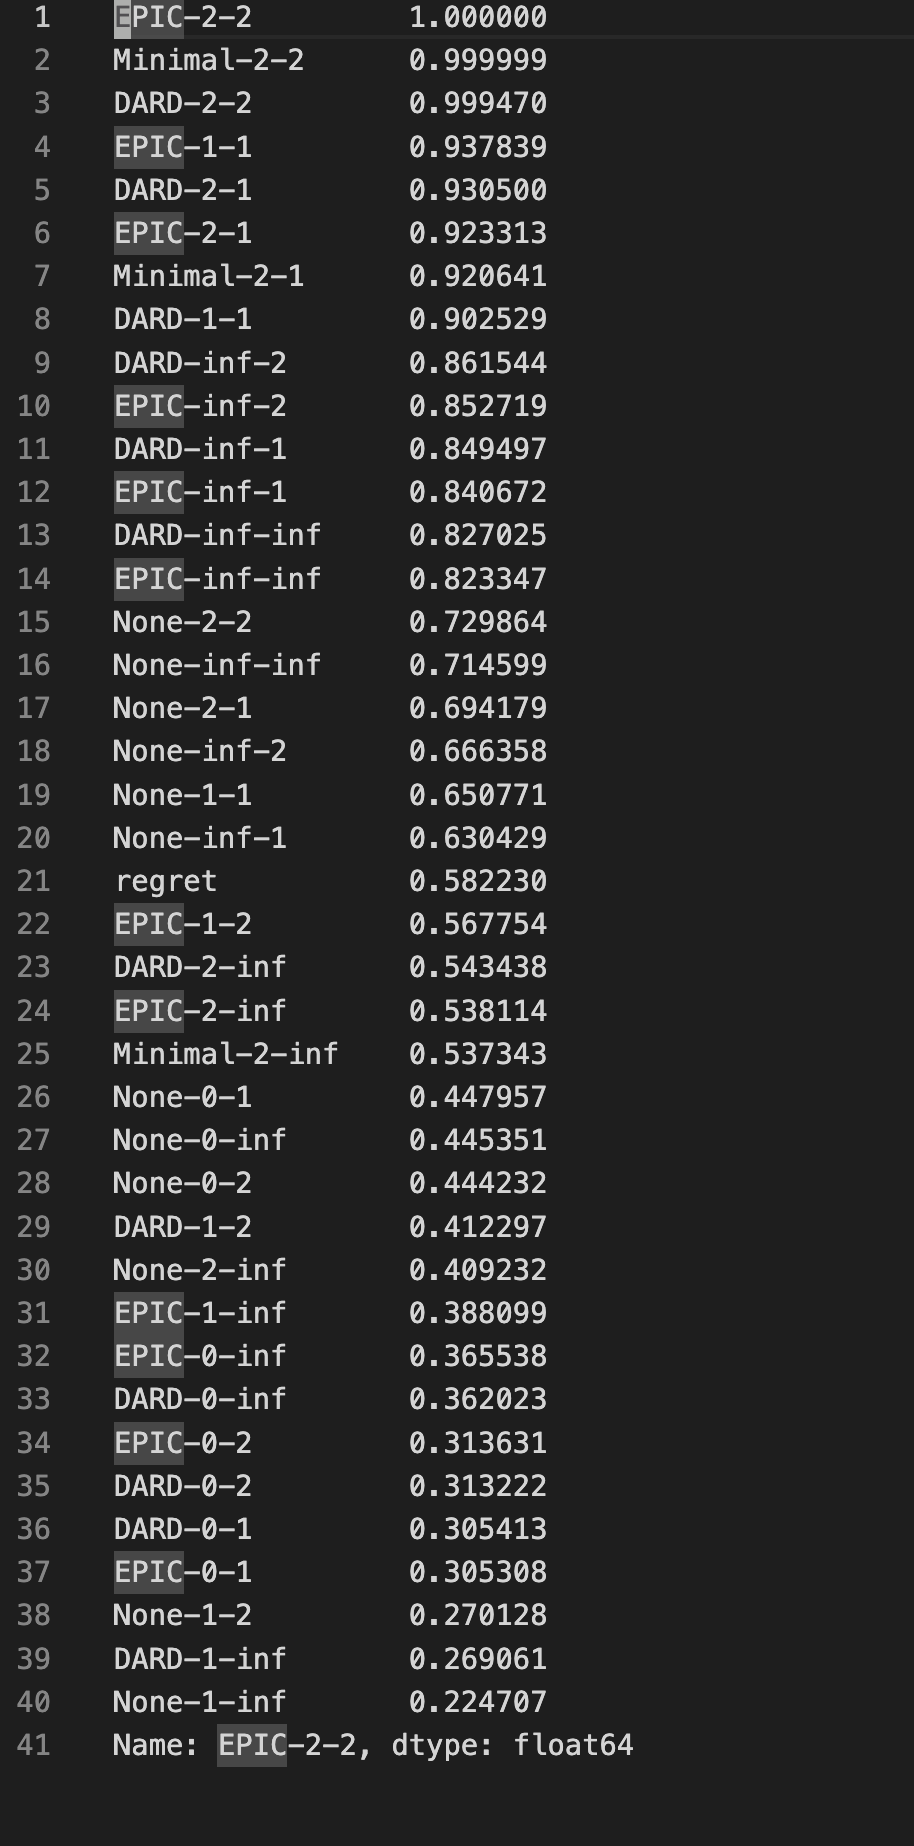 1 EPIC-2-2 1.000000
2 Minimal-2-2 0.999999
3 DARD-2-2 0.999470
4 EPIC-1-1 0.937839
5 DARD-2-1 0.930500
6 EPIC-2-1 0.923313
7 Minimal-2-1 0.920641
8 DARD-1-1 0.902529
9 DARD-inf-2 0.861544
10 EPIC-inf-2 0.852719
11 DARD-inf-1 0.849497
12 EPIC-inf-1 0.840672
13 DARD-inf-inf 0.827025
14 EPIC-inf-inf 0.823347
15 None-2-2 0.729864
16 None-inf-inf 0.714599
17 None-2-1 0.694179
18 None-inf-2 0.666358
19 None-1-1 0.650771
20 None-inf-1 0.630429
21 regret 0.582230
22 EPIC-1-2 0.567754
23 DARD-2-inf 0.543438
24 EPIC-2-inf 0.538114
25 Minimal-2-inf 0.537343
26 None-0-1 0.447957
27 None-0-inf 0.445351
28 None-0-2 0.444232
29 DARD-1-2 0.412297
30 None-2-inf 0.409232
31 EPIC-1-inf 0.388099
32 EPIC-0-inf 0.365538
33 DARD-0-inf 0.362023
34 EPIC-0-2 0.313631
35 DARD-0-2 0.313222
36 DARD-0-1 0.305413
37 EPIC-0-1 0.305308
38 None-1-2 0.270128
39 DARD-1-inf 0.269061
40 None-1-inf 0.224707
41 Name: EPIC-2-2, dtype: float64